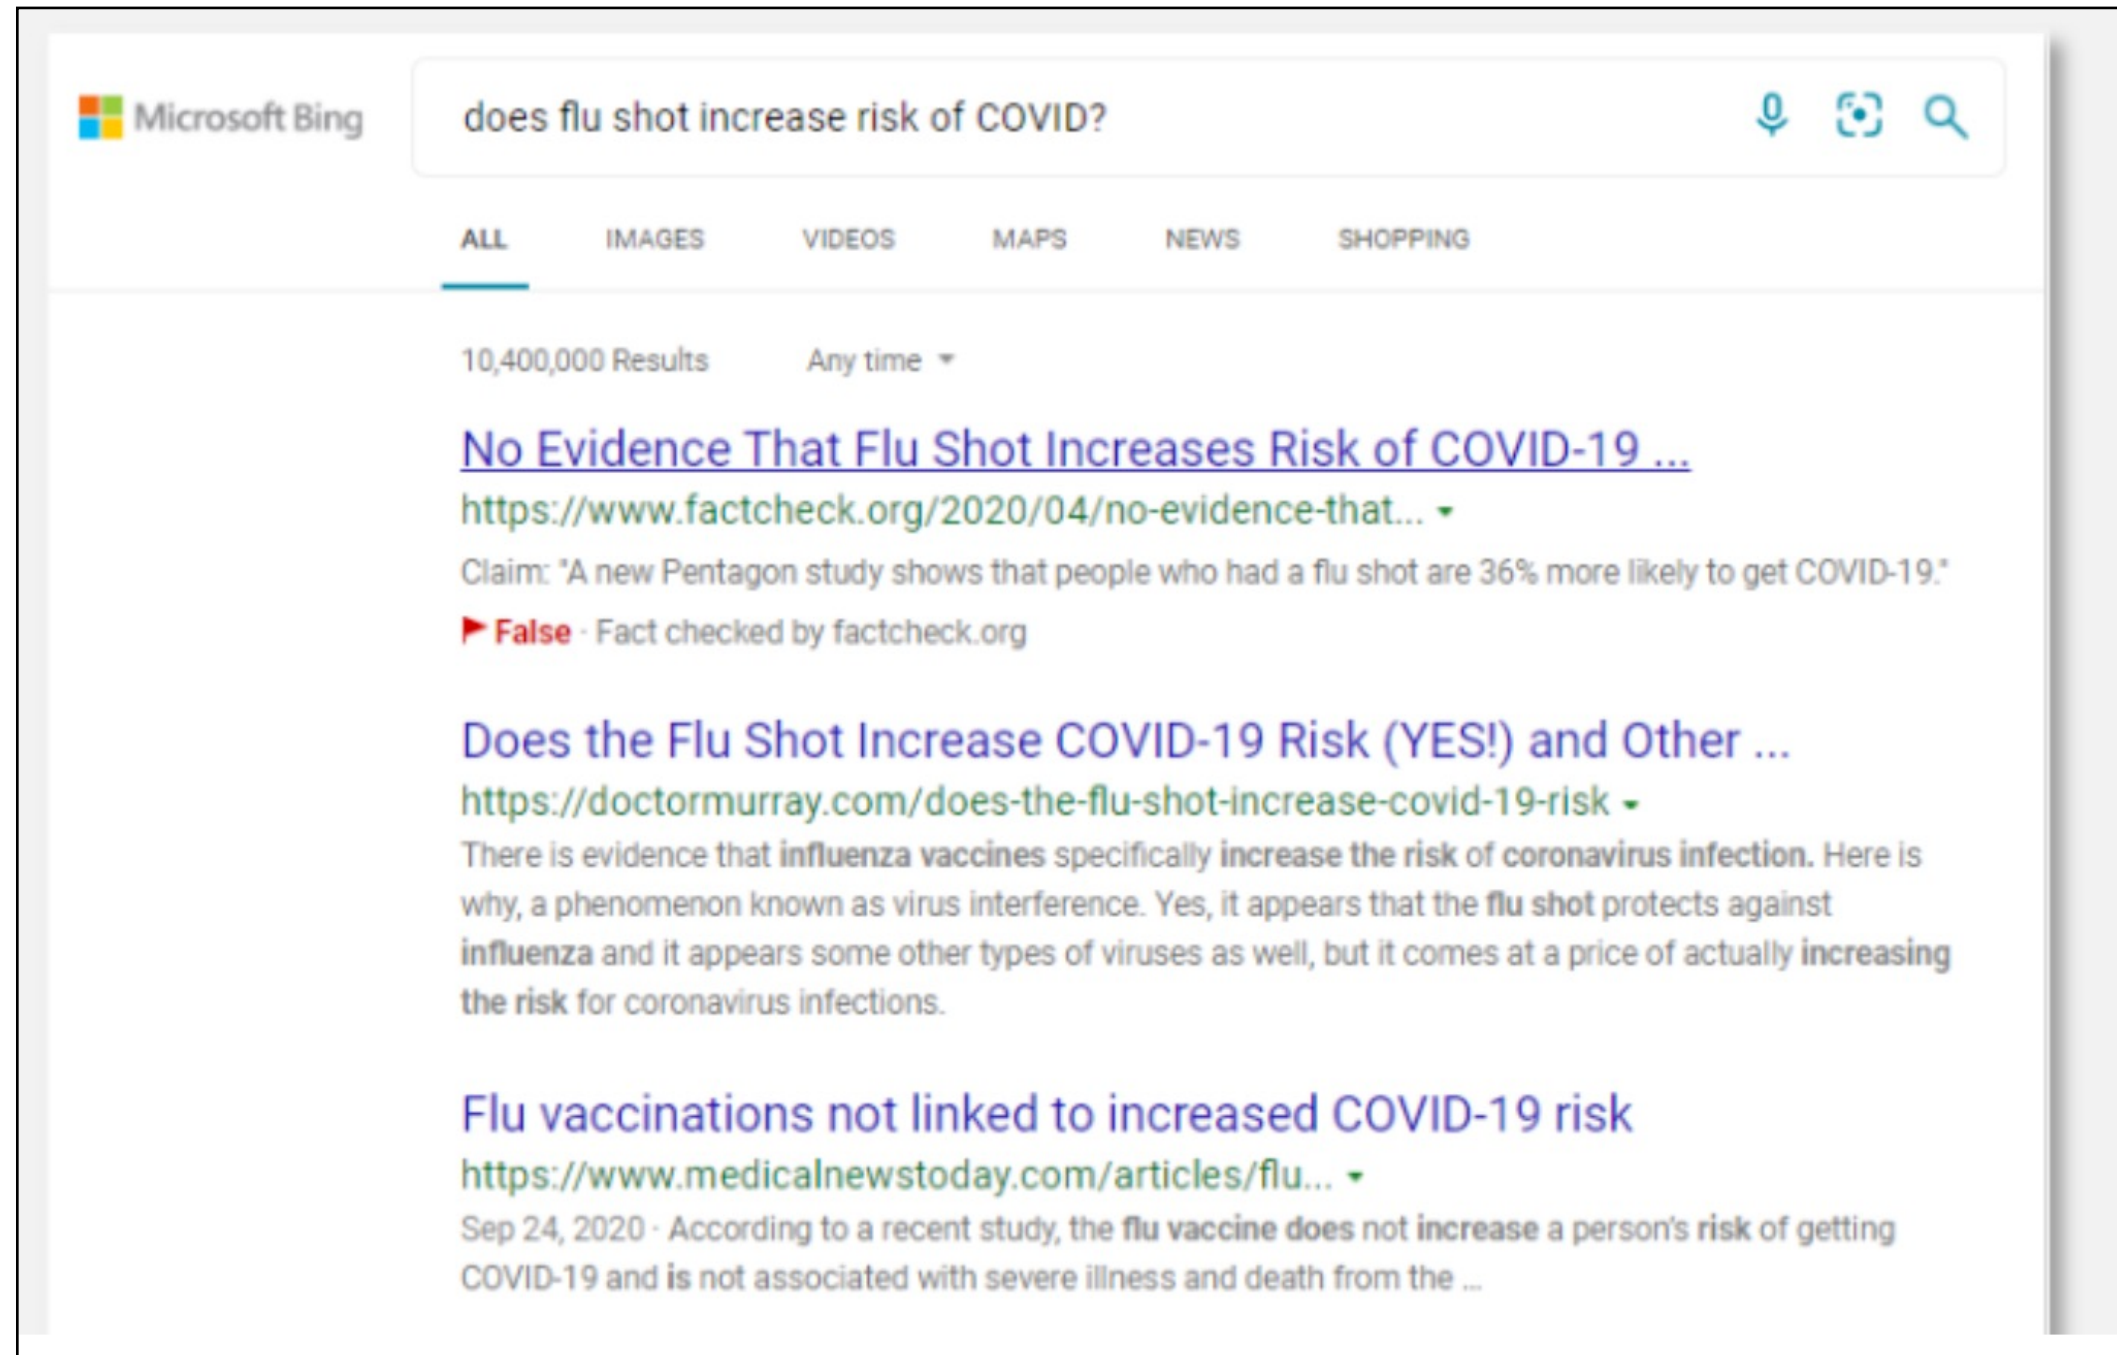 Microsoft Bing
does flu shot increase risk of COVID?
ALL IMAGES VIDEOS MAPS NEWS SHOPPING
10,400,000 Results Any time
No Evidence That Flu Shot Increases Risk of COVID-19 ...
https://www.factcheck.org/2020/04/no-evidence-that...
Claim: "A new Pentagon study shows that people who had a flu shot are 36% more likely to get COVID-19."
False · Fact checked by factcheck.org
Does the Flu Shot Increase COVID-19 Risk (YES!) and Other ...
https://doctormurray.com/does-the-flu-shot-increase-covid-19-risk
There is evidence that influenza vaccines specifically increase the risk of coronavirus infection. Here is
why, a phenomenon known as virus interference. Yes, it appears that the flu shot protects against
influenza and it appears some other types of viruses as well, but it comes at a price of actually increasing
the risk for coronavirus infections.
Flu vaccinations not linked to increased COVID-19 risk
https://www.medicalnewstoday.com/articles/flu...
Sep 24, 2020 · According to a recent study, the flu vaccine does not increase a person's risk of getting
COVID-19 and is not associated with severe illness and death from the ...